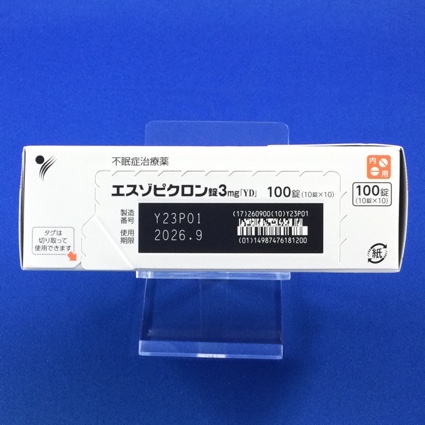 不眠症治療薬
エスゾピクロン錠3mg「YD」 100錠(10錠×10)
製造番号 Y23P01
使用期限 2026.9
(17)260900(10)Y23P01
(01)14987476181200
タグは
切り取って
使用できます
内用
100錠
(10錠×10)
紙